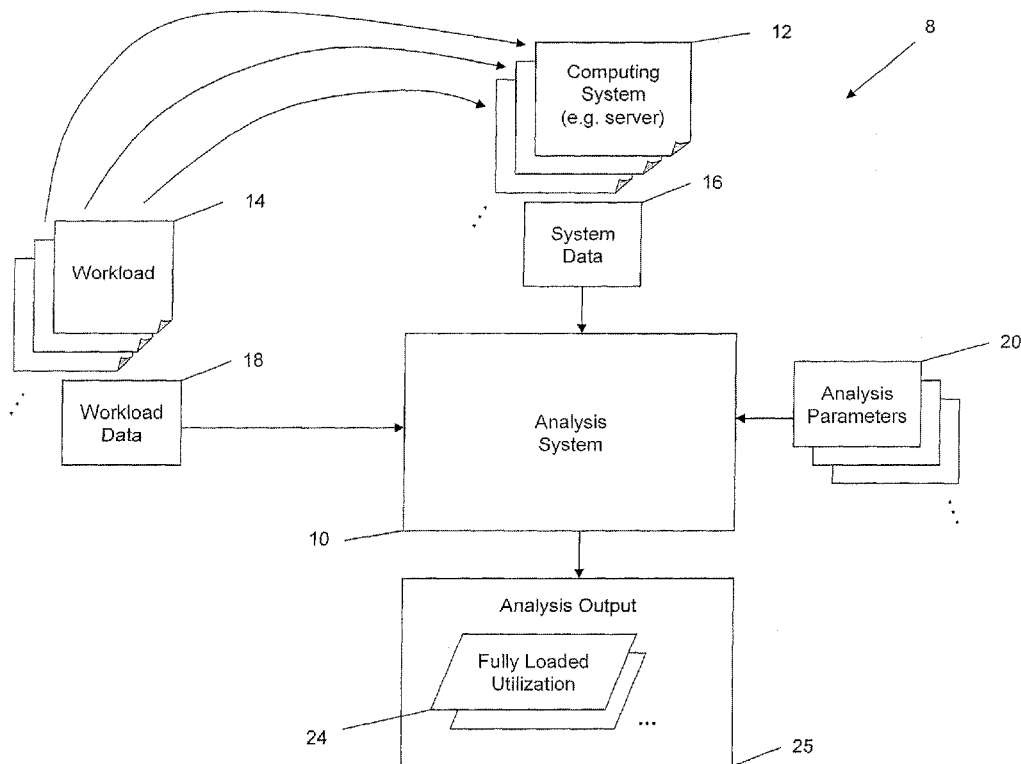 8
12
Computing
System
(e.g. server)
14
16
Workload
System
Data
18
20
Workload
Data
Analysis
System
Analysis
Parameters
10
Analysis Output
Fully Loaded
Utilization
...
24
25